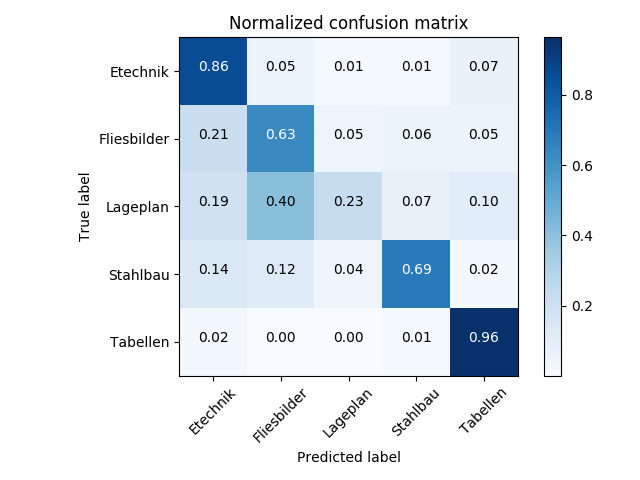 Normalized confusion matrix
Etechnik 0.86 0.05 0.01 0.01 0.07
Fliesbilder 0.21 0.63 0.05 0.06 0.05
Lageplan 0.19 0.40 0.23 0.07 0.10
Stahlbau 0.14 0.12 0.04 0.69 0.02
Tabellen 0.02 0.00 0.00 0.01 0.96
True label
Etechnik Fliesbilder Lageplan Stahlbau Tabellen
Predicted label
0.8
0.6
0.4
0.2